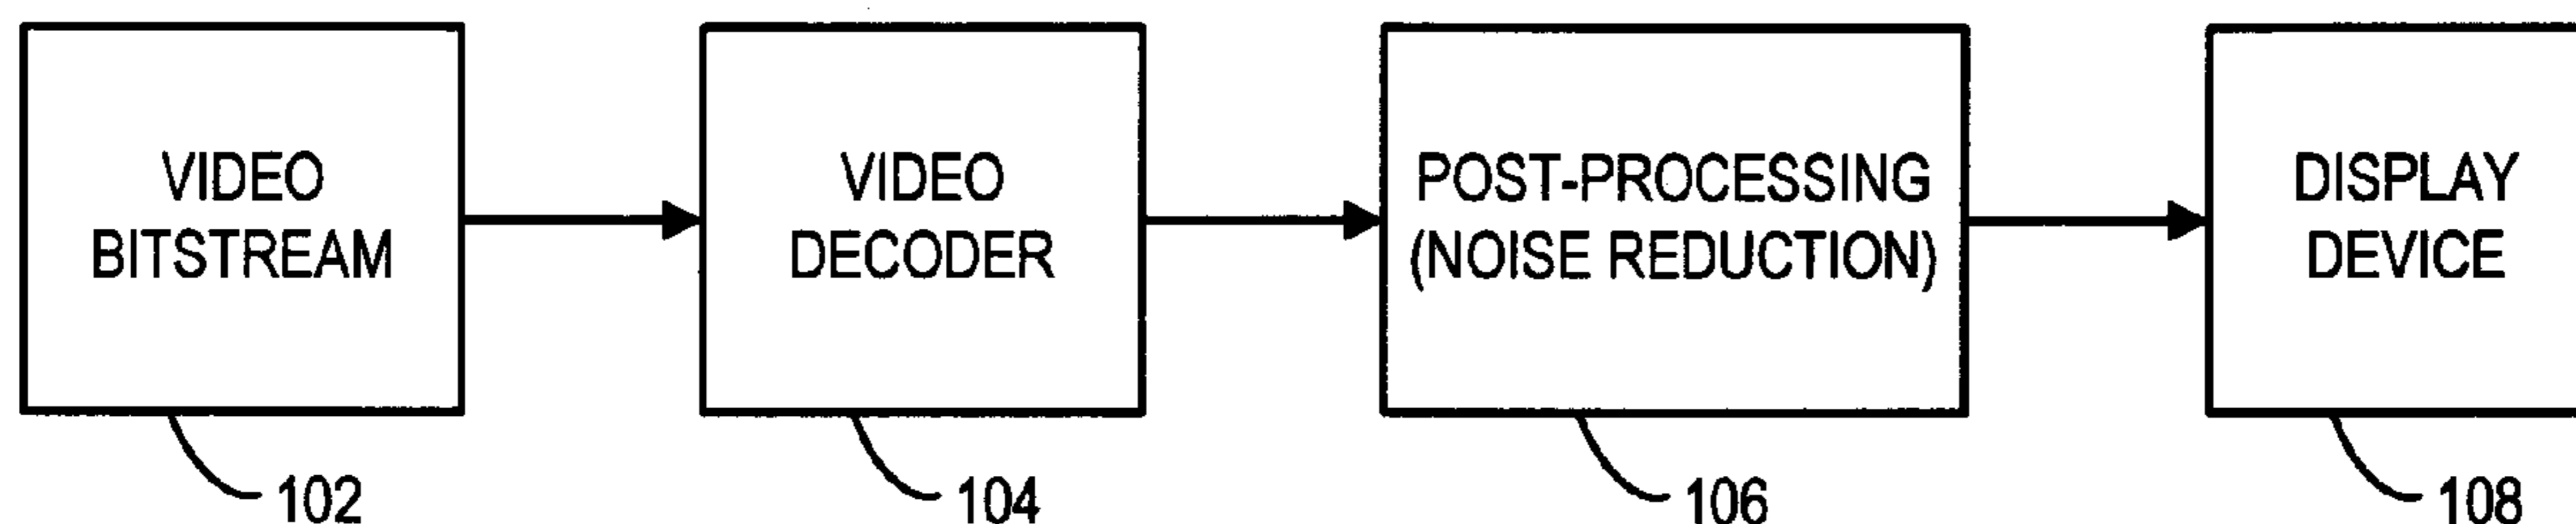 VIDEO
BITSTREAM
VIDEO
DECODER
POST-PROCESSING
(NOISE REDUCTION)
DISPLAY
DEVICE
102
104
106
108